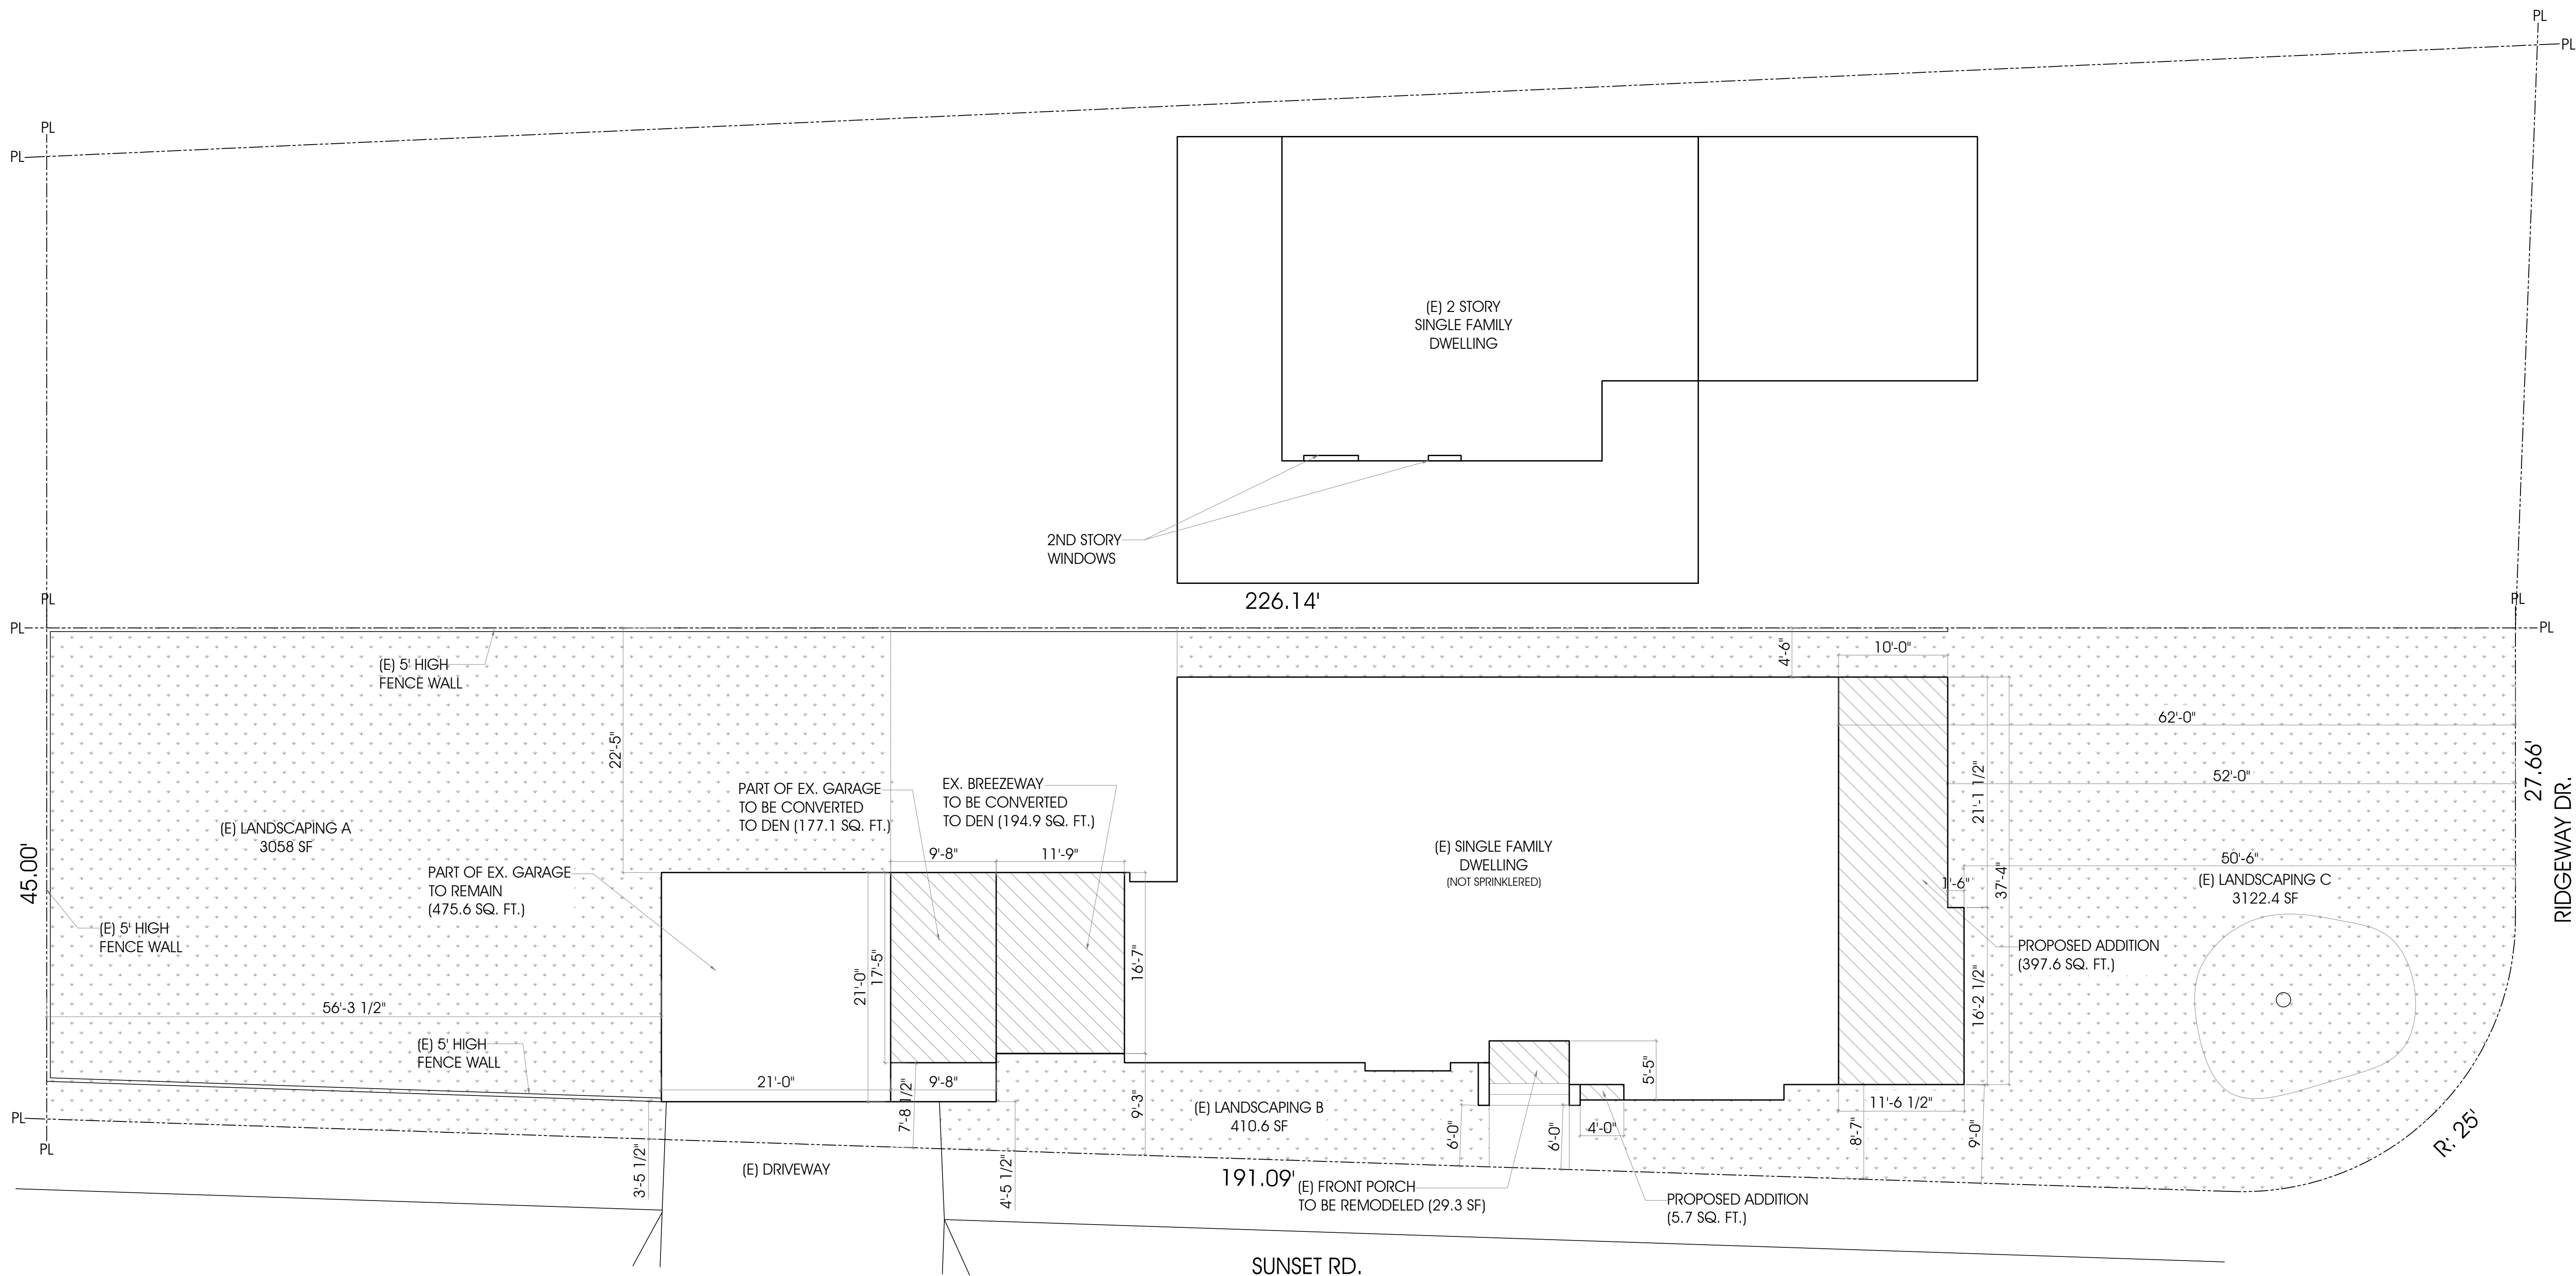 PL
PL
PL
PL
(E) 2 STORY
SINGLE FAMILY
DWELLING
2ND STORY
WINDOWS
226.14'
PL
PL
PL
PL
(E) 5' HIGH
FENCE WALL
4'-6"
10'-0"
62'-0"
22'-5"
27.66'
RIDGEWAY DR.
52'-0"
21'-1 1/2"
37'-4"
PART OF EX. GARAGE
TO BE CONVERTED
TO DEN (177.1 SQ. FT.)
EX. BREEZEWAY
TO BE CONVERTED
TO DEN (194.9 SQ. FT.)
(E) LANDSCAPING A
3058 SF
45.00'
9'-8"
11'-9"
(E) SINGLE FAMILY
DWELLING
(NOT SPRINKLERED)
50'-6"
1'-6"
(E) LANDSCAPING C
3122.4 SF
PART OF EX. GARAGE
TO REMAIN
(475.6 SQ. FT.)
(E) 5' HIGH
FENCE WALL
PROPOSED ADDITION
(397.6 SQ. FT.)
21'-0"
17'-5"
16'-7"
16'-2 1/2"
56'-3 1/2"
(E) 5' HIGH
FENCE WALL
21'-0"
9'-8"
7'-8 1/2"
9'-3"
5'-5"
(E) LANDSCAPING B
410.6 SF
11'-6 1/2"
6'-0"
6'-0"
4'-0"
8'-7"
9'-0"
R': 25'
PL
PL
3'-5 1/2"
(E) DRIVEWAY
4'-5 1/2"
191.09'
(E) FRONT PORCH
TO BE REMODELED (29.3 SF)
PROPOSED ADDITION
(5.7 SQ. FT.)
SUNSET RD.